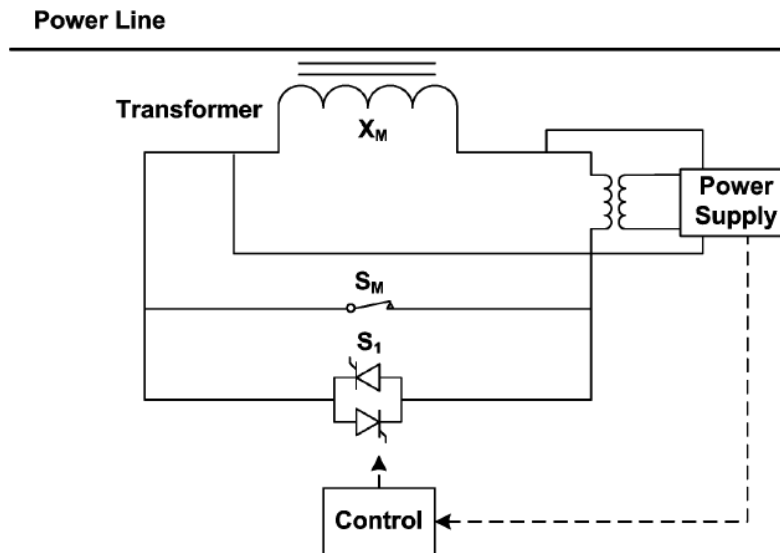 Power Line
Transformer
X_M
Power
Supply
S_M
S_1
Control